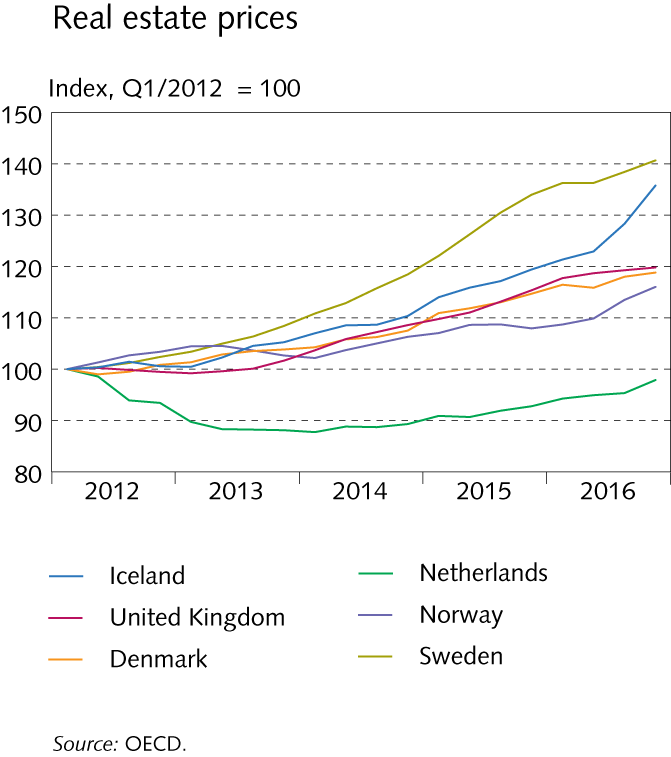 Real estate prices
Index, Q1/2012 = 100
150
140
130
120
110
100
90
80
2012 2013 2014 2015 2016
Iceland
United Kingdom
Denmark
Netherlands
Norway
Sweden
Source: OECD.